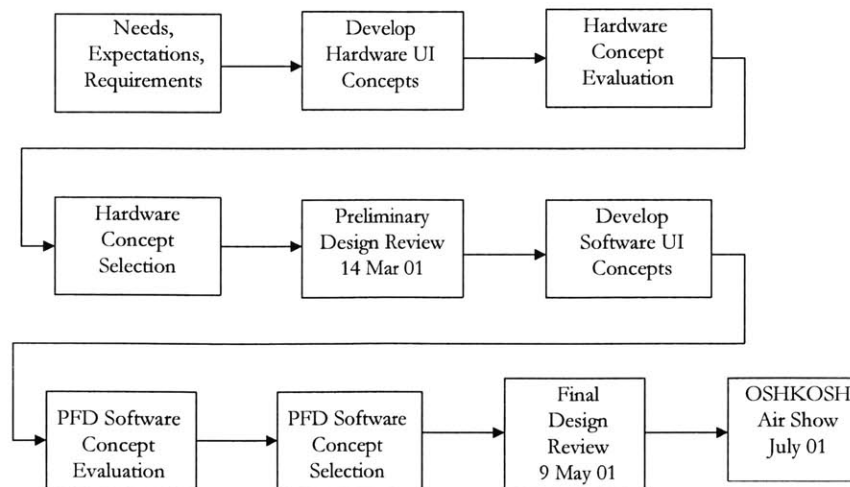 Needs,
Expectations,
Requirements
Develop
Hardware UI
Concepts
Hardware
Concept
Evaluation
Hardware
Concept
Selection
Preliminary
Design Review
14 Mar 01
Develop
Software UI
Concepts
PFD Software
Concept
Evaluation
PFD Software
Concept
Selection
Final
Design
Review
9 May 01
OSHKOSH
Air Show
July 01